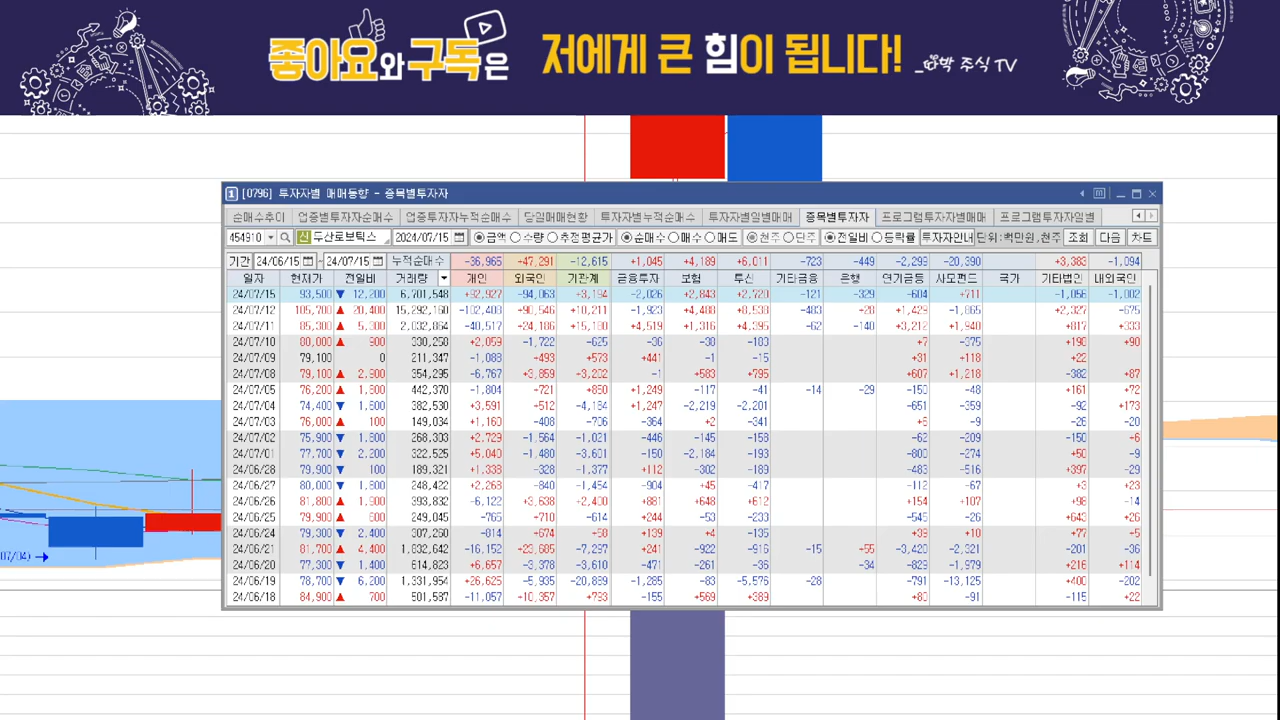 좋아요와 구독은 저에게 큰 힘이 됩니다! _호박 주식 TV
1 [0796] 투자자별 매매동향 - 종목별투자자
순매수추이 업종별투자자순매수 업종투자자누적순매수 당일매매현황 투자자별누적순매수 투자자별일별매매 종목별투자자 프로그램투자자별매매 프로그램투자자일별
454910 신 두산로보틱스 2024/07/15 금액 수량 추정평균가 순매수 매수 매도 천주 단주 전일비 등락률 투자자안내 단위:백만원,천주 조회 다음 차트
기간 24/06/15 ~ 24/07/15 누적순매수 -36,965 +47,291 -12,615 +1,045 +4,189 +6,011 -723 -449 -2,299 -20,390 +3,383 -1,094
일자 현재가 전일비 거래량 개인 외국인 기관계 금융투자 보험 투신 기타금융 은행 연기금등 사모펀드 국가 기타법인 내외국인
24/07/15 93,500 ▼ 12,200 6,701,548 +92,927 -94,063 +3,194 -2,026 +2,843 +2,720 -121 -329 -604 +711 -1,056 -1,002
24/07/12 105,700 ▲ 20,400 15,292,160 -102,408 +90,546 +10,211 -1,923 +4,488 +8,538 -483 -28 +1,429 -1,865 +2,327 -675
24/07/11 85,300 ▲ 5,300 2,032,864 -40,517 +24,186 +15,180 +4,519 +1,316 +4,395 -62 -140 +3,212 +1,940 +817 +333
24/07/10 80,000 ▲ 900 330,258 +2,059 -1,722 -625 -36 -38 -183 +7 -375 +190 +90
24/07/09 79,100 0 211,347 -1,088 +493 +573 +441 -1 -15 +31 +118 +22
24/07/08 79,100 ▲ 2,900 354,295 -6,767 +3,859 +3,202 -1 +583 +795 +607 +1,218 -382 +87
24/07/05 76,200 ▲ 1,800 442,370 -1,804 +721 +850 +1,249 -117 -41 -14 -29 -150 -48 +161 +72
24/07/04 74,400 ▼ 1,600 382,530 +3,591 +512 -4,184 +1,247 -2,219 -2,201 -651 -359 -92 +173
24/07/03 76,000 ▲ 100 149,034 +1,160 -408 -706 -364 +2 -341 +6 -9 -26 -20
24/07/02 75,900 ▼ 1,800 268,303 +2,729 -1,564 -1,021 -446 -145 -158 -62 -209 -150 +6
24/07/01 77,700 ▼ 2,200 322,525 +5,040 -1,480 -3,601 -150 -2,184 -193 -800 -274 +50 -9
24/06/28 79,900 ▼ 100 189,321 +1,338 -328 -1,377 +112 -302 -189 -483 -516 +397 -29
24/06/27 80,000 ▼ 1,800 248,422 +2,268 -840 -1,454 -904 +45 -417 -112 -67 +3 +23
24/06/26 81,800 ▲ 1,900 393,832 -6,122 +3,638 +2,400 +881 +648 +612 +154 +107 +98 -14
24/06/25 79,900 ▲ 600 249,045 -765 +710 -614 +244 -53 -233 -545 -26 +643 +26
24/06/24 79,300 ▼ 2,400 307,260 -814 +674 +58 +139 +4 -135 +39 +10 +77 +5
24/06/21 81,700 ▲ 4,400 1,032,642 -16,152 +23,685 -7,297 +241 -922 -916 -15 +55 -3,420 -2,321 -201 -36
24/06/20 77,300 ▼ 1,400 614,823 +6,657 -3,378 -3,610 -471 -261 -36 -34 -829 -1,979 +216 +114
24/06/19 78,700 ▼ 6,200 1,331,954 +26,625 -5,935 -20,889 -1,285 -83 -5,576 -28 -791 -13,125 +400 -202
24/06/18 84,900 ▲ 700 501,587 -11,057 +10,357 +793 -155 +569 +389 +80 -91 -115 +22
07/04) →